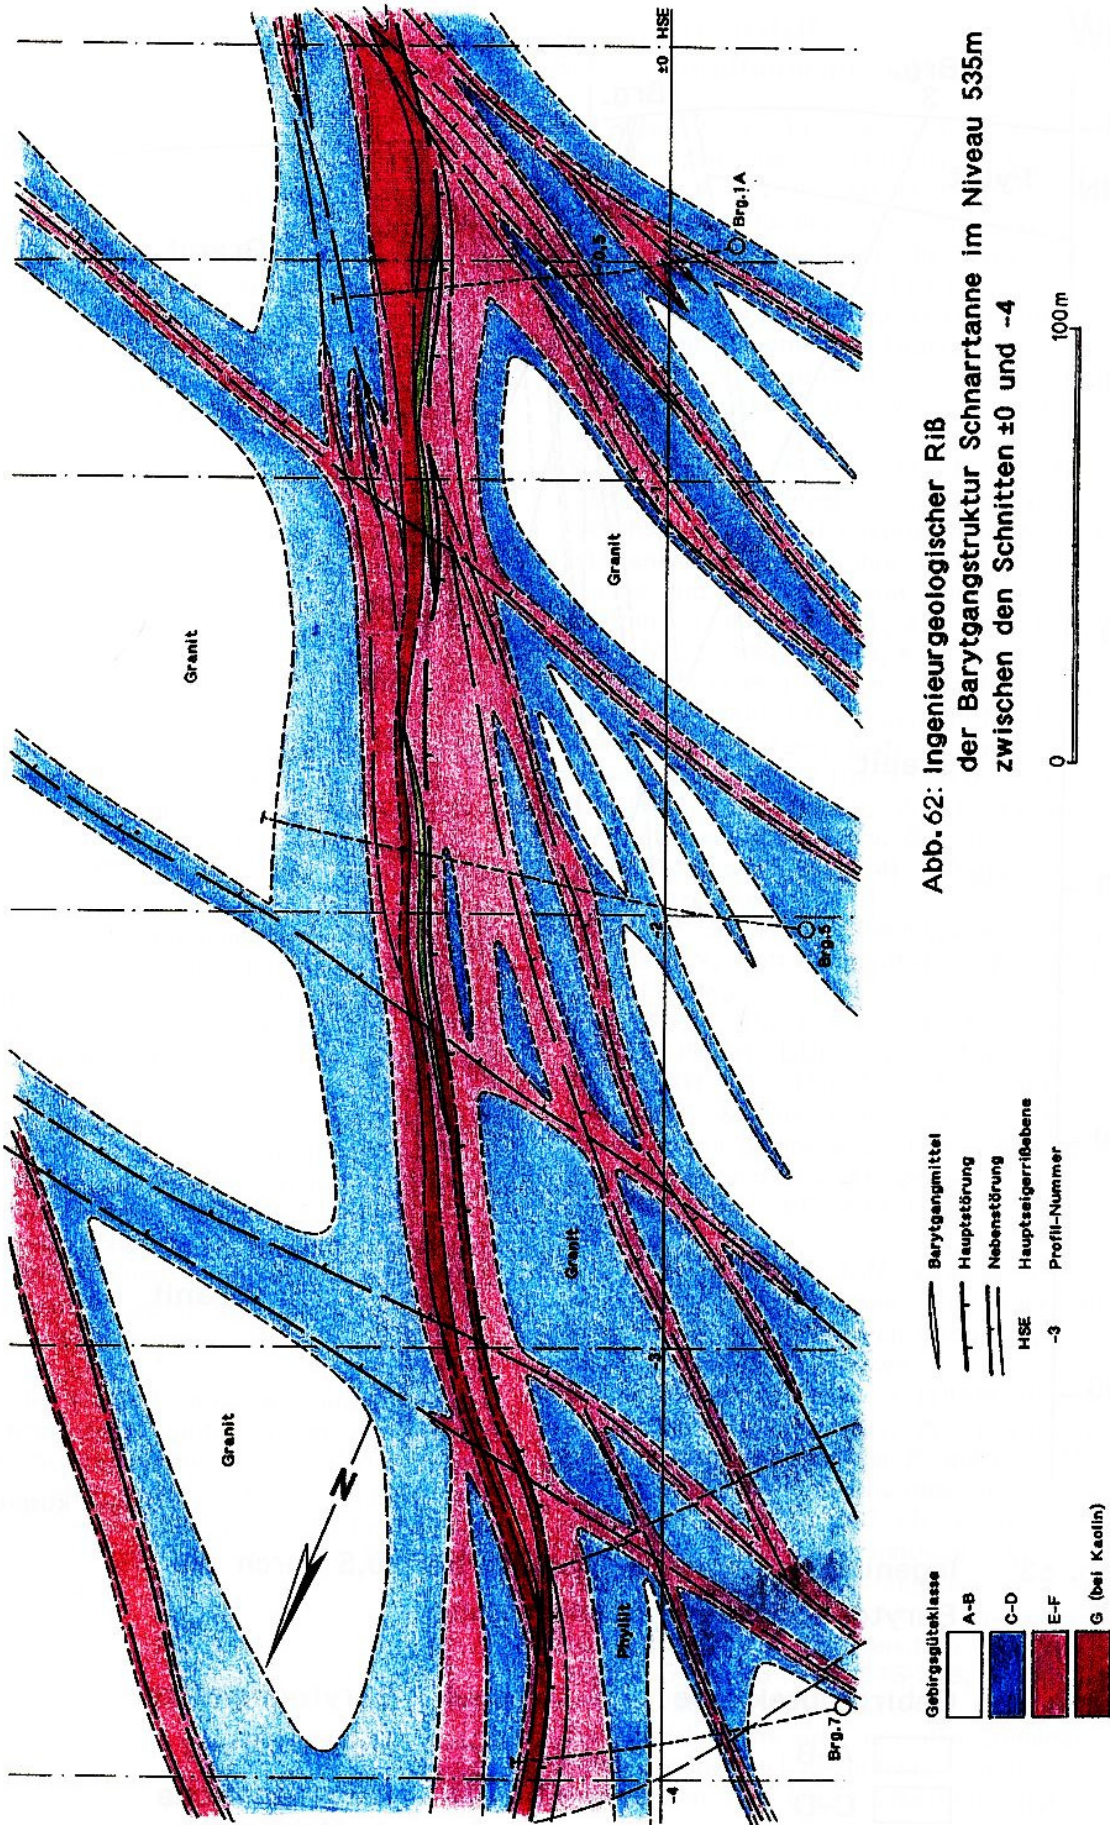 Abb. 62: Ingenieurgeologischer Riß
der Barytgangstruktur Schnarrtanne im Niveau 535m
zwischen den Schnitten ±0 und -4
0
100m
Granit
Granit
Granit
Granit
Phyllit
N
±0
HSE
-0,5
-2
-3
-4
Brg.1A
Brg.5
Brg.7
Barytgangmittel
Hauptstörung
Nebenstörung
HSE Hauptseigerrißebene
-3 Profil-Nummer
Gebirgsgüteklasse
A-B
C-D
E-F
G (bei Kaolin)